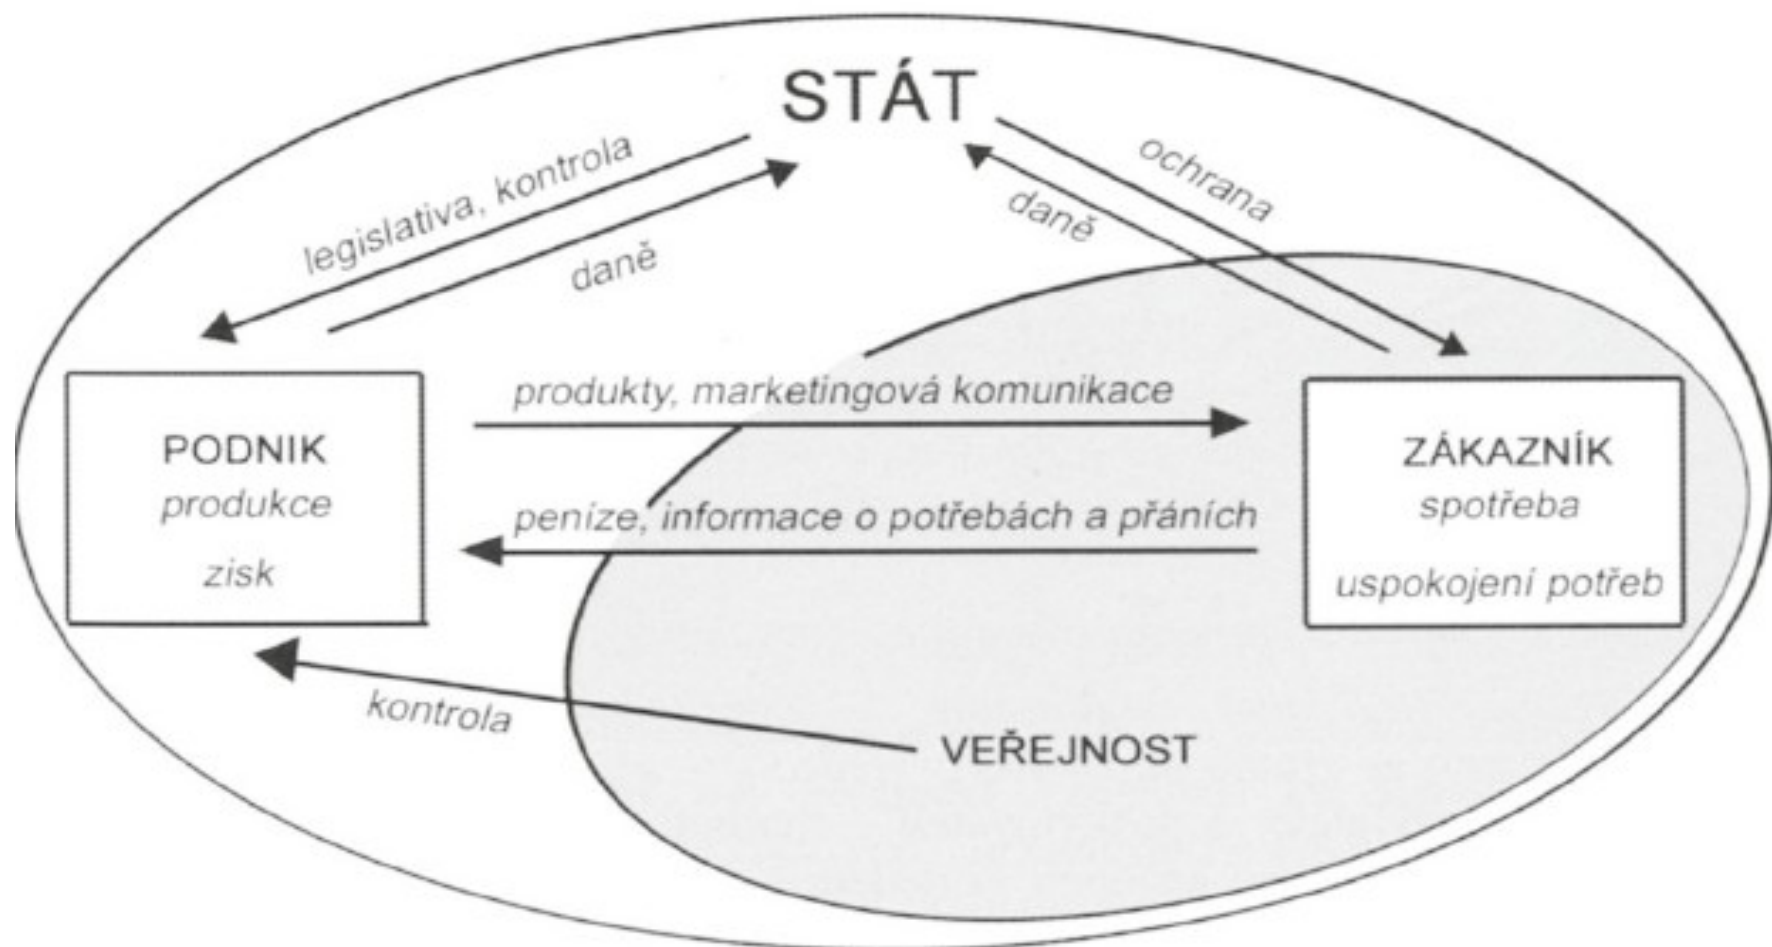 STÁT
legislativa, kontrola
daně
ochrana
daně
produkty, marketingová komunikace
PODNIK
produkce
zisk
ZÁKAZNÍK
spotřeba
uspokojení potřeb
peníze, informace o potřebách a přáních
kontrola
VEŘEJNOST